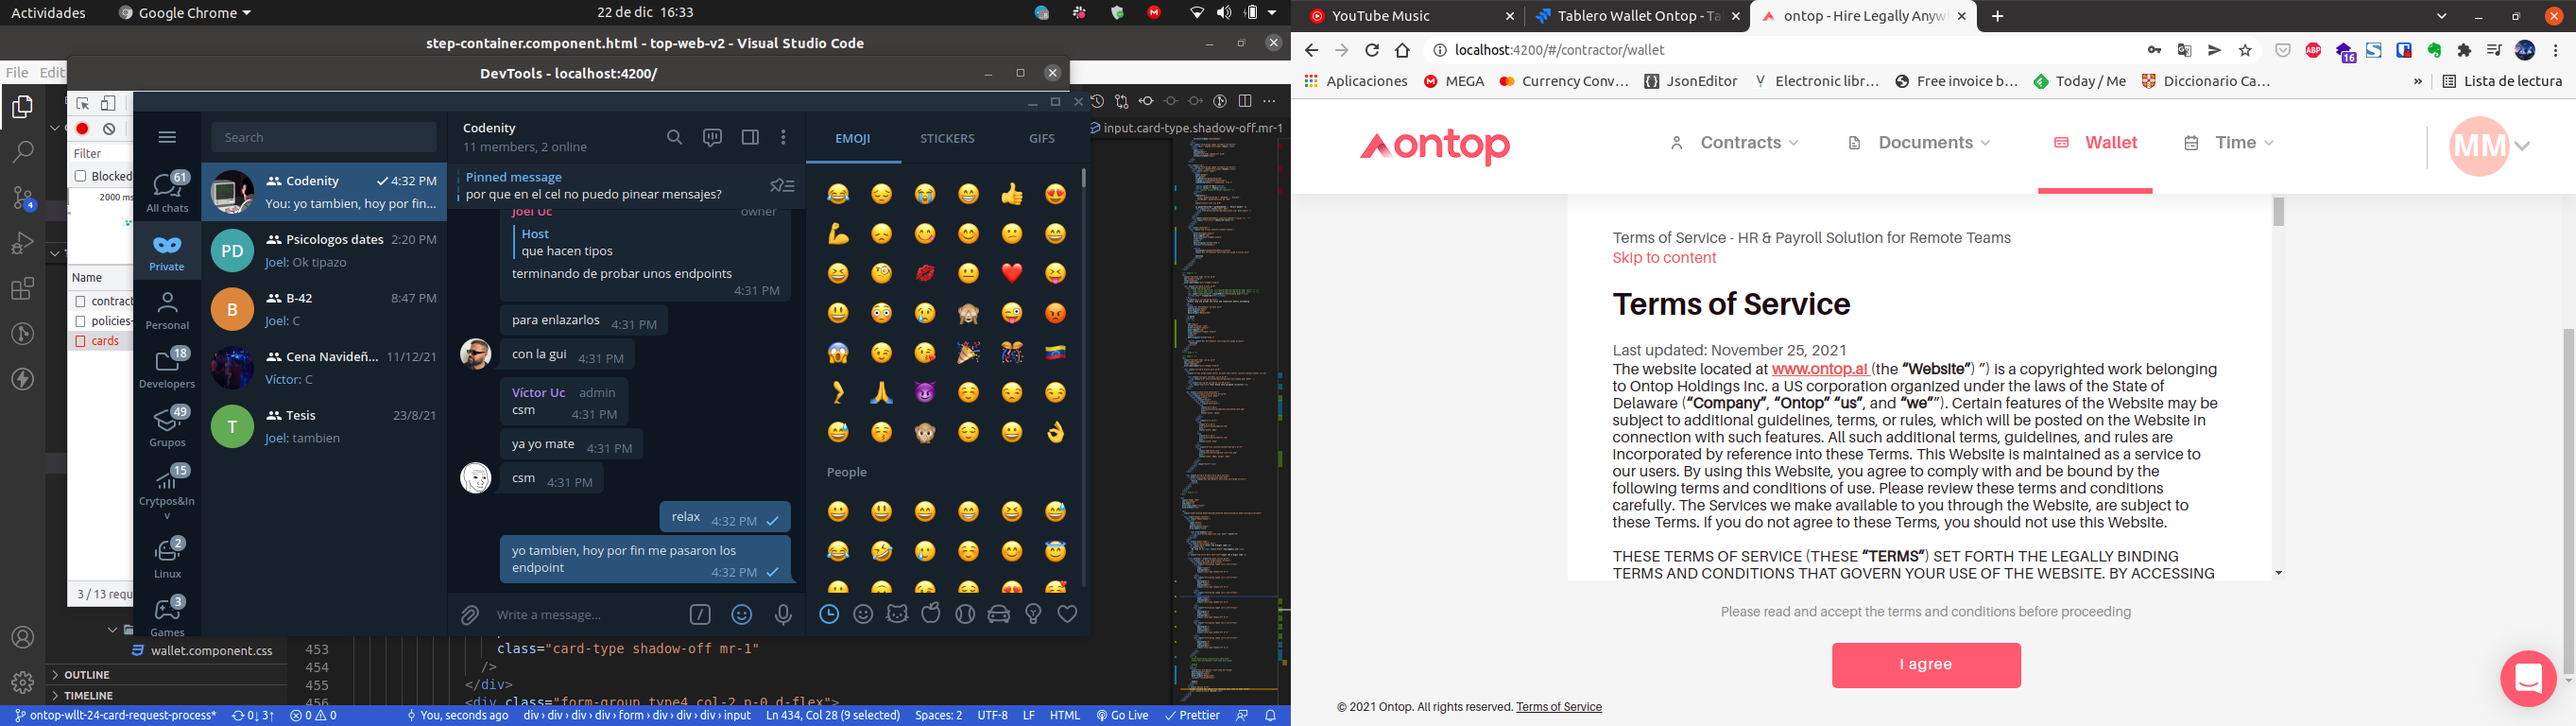 Actividades
Google Chrome
22 de dic  16:33
step-container.component.html - top-web-v2 - Visual Studio Code
File Edit
DevTools - localhost:4200/
Filter
Blocked
2000 ms
Name
contract
policies-
cards
3 / 13 requ
Search
61
All chats
Private
Personal
18
Developers
49
Grupos
15
Crytpos&In
v
2
Linux
3
Games
Codenity
4:32 PM
You: yo tambien, hoy por fin...
PD
Psicologos dates
2:20 PM
Joel: Ok tipazo
B
B-42
8:47 PM
Joel: C
Cena Navideñ...
11/12/21
Víctor: C
T
Tesis
23/8/21
Joel: tambien
Codenity
11 members, 2 online
Pinned message
por que en el cel no puedo pinear mensajes?
Joel Uc
owner
Host
que hacen tipos
terminando de probar unos endpoints
4:31 PM
para enlazarlos 4:31 PM
con la gui 4:31 PM
Víctor Uc admin
csm 4:31 PM
ya yo mate 4:31 PM
csm 4:31 PM
relax 4:32 PM
yo tambien, hoy por fin me pasaron los
endpoint
4:32 PM
Write a message...
EMOJI
STICKERS
GIFS
People
input.card-type.shadow-off.mr-1
4
wallet.component.css
OUTLINE
TIMELINE
453 class="card-type shadow-off mr-1"
454 />
455 </div>
456 <div class="form-group type4 col-2 p-0 d-flex">
ontop-wllt-24-card-request-process*
0↓ 3↑
0 0
You, seconds ago
div › div › div › div › form › div › div › div › input
Ln 434, Col 28 (9 selected)
Spaces: 2
UTF-8
LF
HTML
Go Live
Prettier
YouTube Music
Tablero Wallet Ontop - Ta
ontop - Hire Legally Anyw
localhost:4200/#/contractor/wallet
ABP
16
Aplicaciones
MEGA
Currency Conv...
JsonEditor
Electronic libr...
Free invoice b...
Today / Me
Diccionario Ca...
»
Lista de lectura
ontop
Contracts
Documents
Wallet
Time
MM
Terms of Service - HR & Payroll Solution for Remote Teams
Skip to content
Terms of Service
Last updated: November 25, 2021
The website located at www.ontop.ai (the “Website”) ”) is a copyrighted work belonging
to Ontop Holdings Inc. a US corporation organized under the laws of the State of
Delaware (“Company”, “Ontop” “us”, and “we””). Certain features of the Website may be
subject to additional guidelines, terms, or rules, which will be posted on the Website in
connection with such features. All such additional terms, guidelines, and rules are
incorporated by reference into these Terms. This Website is maintained as a service to
our users. By using this Website, you agree to comply with and be bound by the
following terms and conditions of use. Please review these terms and conditions
carefully. The Services we make available to you through the Website, are subject to
these Terms. If you do not agree to these Terms, you should not use this Website.
THESE TERMS OF SERVICE (THESE “TERMS”) SET FORTH THE LEGALLY BINDING
TERMS AND CONDITIONS THAT GOVERN YOUR USE OF THE WEBSITE. BY ACCESSING
Please read and accept the terms and conditions before proceeding
I agree
© 2021 Ontop. All rights reserved. Terms of Service